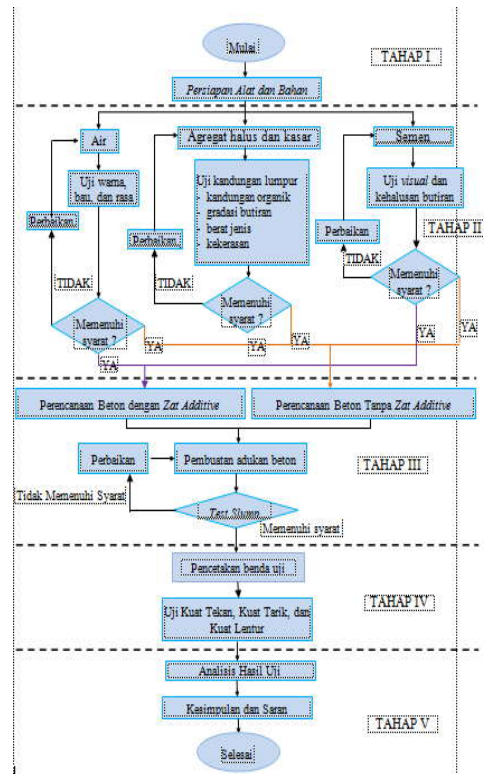 Mulai
TAHAP I
Persiapan Alat dan Bahan
Air
Agregat halus dan kasar
Semen
Uji warna,
bau, dan rasa
Uji kandungan lumpur
- kandungan organik
- gradasi butiran
- berat jenis
- kekerasan
Uji visual dan
kehalusan butiran
Perbaikan
Perbaikan
Perbaikan
TAHAP II
TIDAK
TIDAK
TIDAK
Memenuhi
syarat ?
Memenuhi
syarat ?
Memenuhi
syarat ?
YA
YA
YA
YA
YA
YA
Perencanaan Beton dengan Zat Additive
Perencanaan Beton Tanpa Zat Additive
Perbaikan
Pembuatan adukan beton
TAHAP III
Tidak Memenuhi Syarat
Test Slump
Memenuhi syarat
Pencetakan benda uji
TAHAP IV
Uji Kuat Tekan, Kuat Tarik, dan
Kuat Lentur
Analisis Hasil Uji
Kesimpulan dan Saran
TAHAP V
Selesai